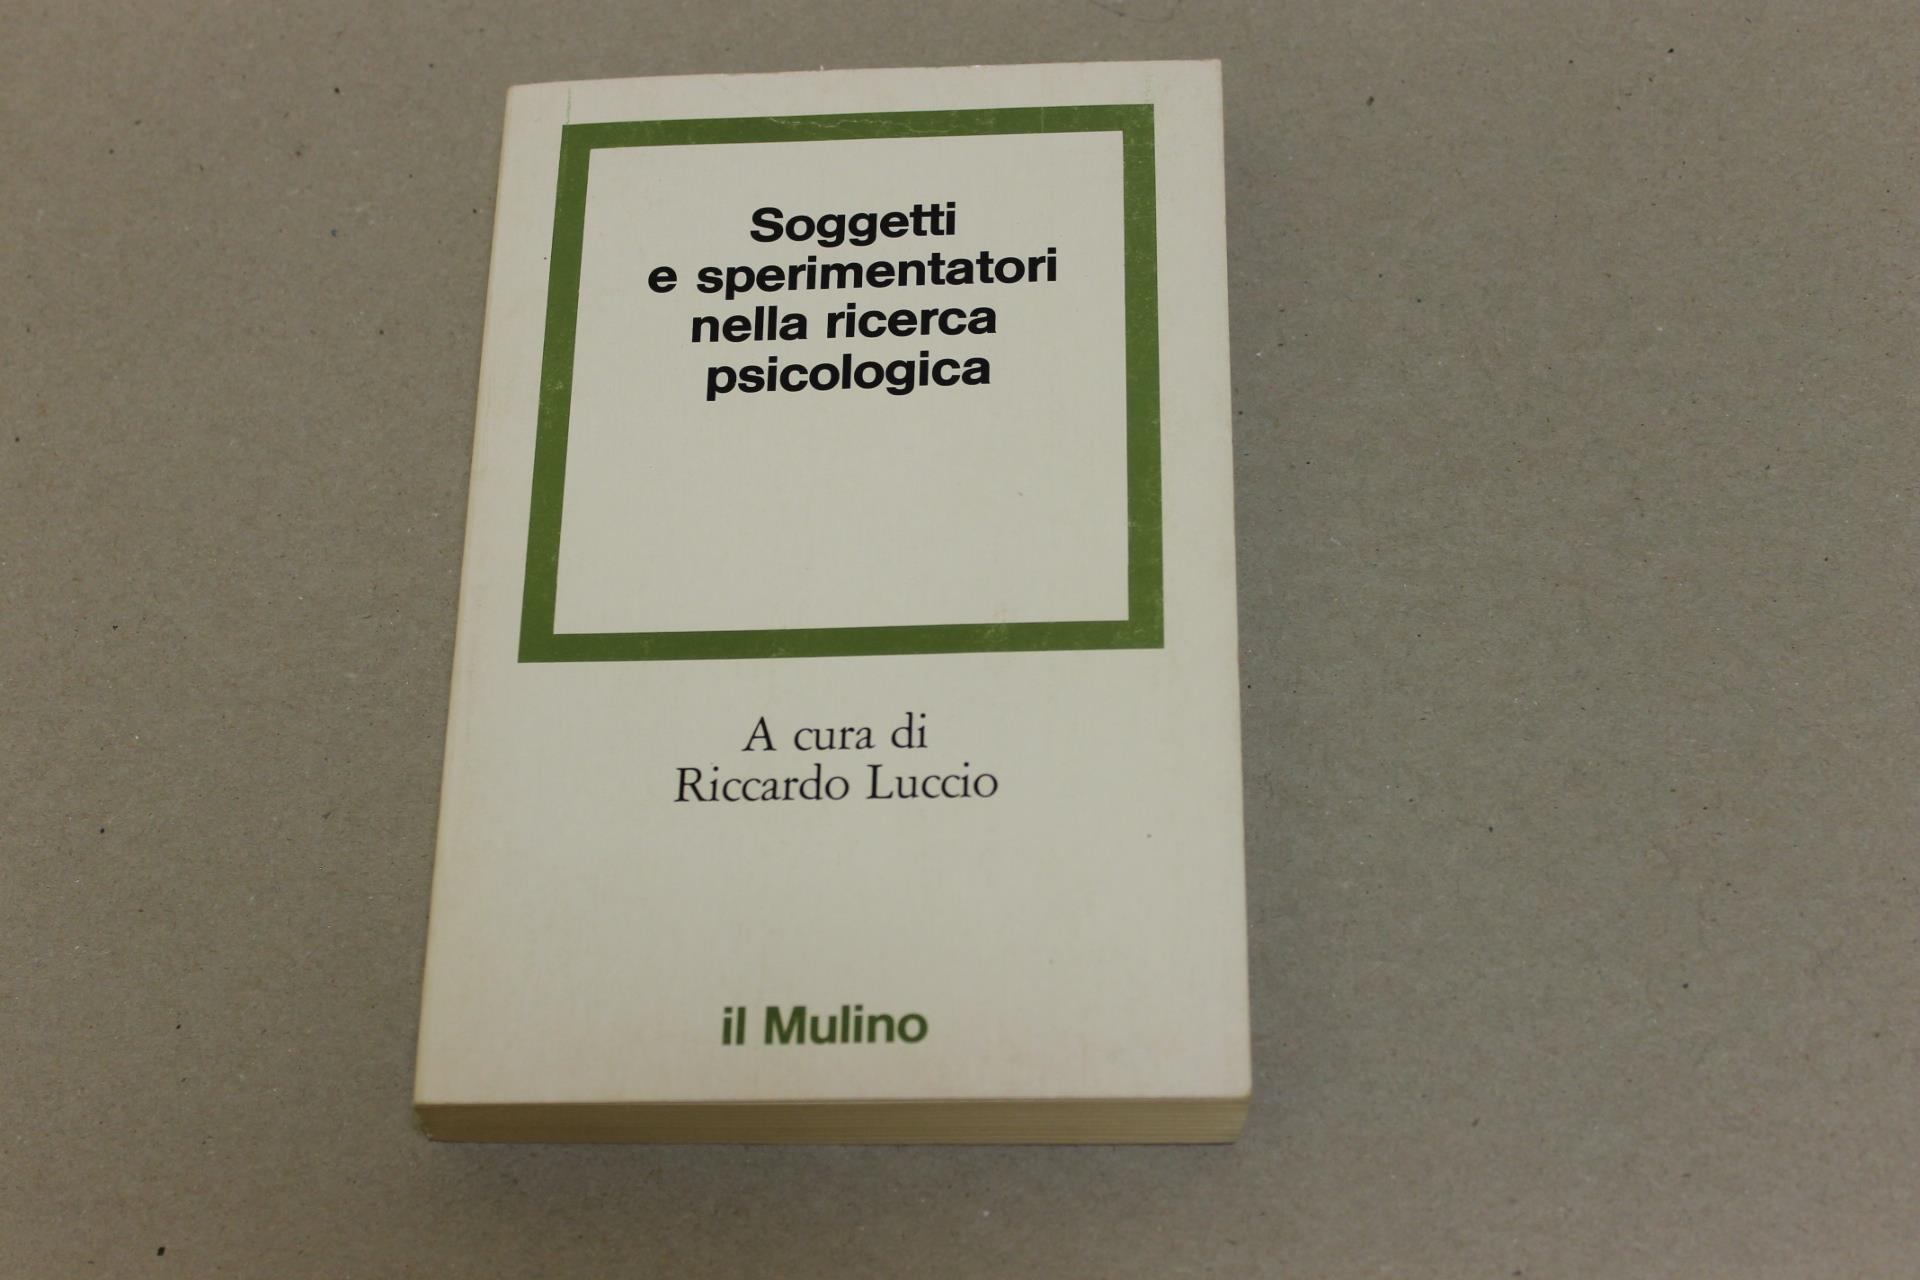 Soggetti
e sperimentatori
nella ricerca
psicologica
A cura di
Riccardo Luccio
il Mulino